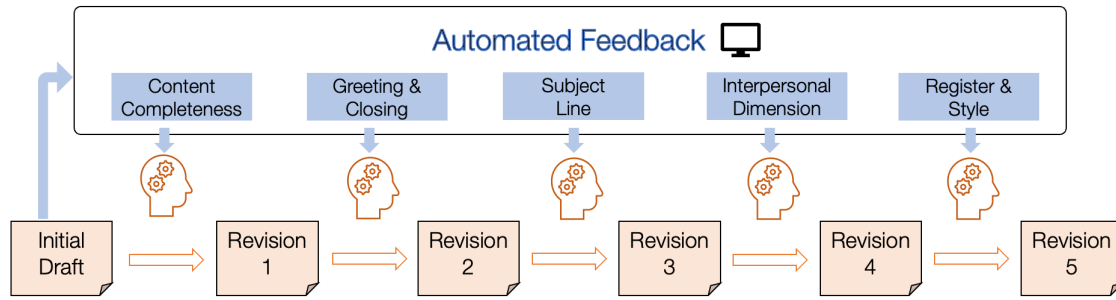 Automated Feedback
Content
Completeness
Greeting &
Closing
Subject
Line
Interpersonal
Dimension
Register &
Style
Initial
Draft
Revision
1
Revision
2
Revision
3
Revision
4
Revision
5